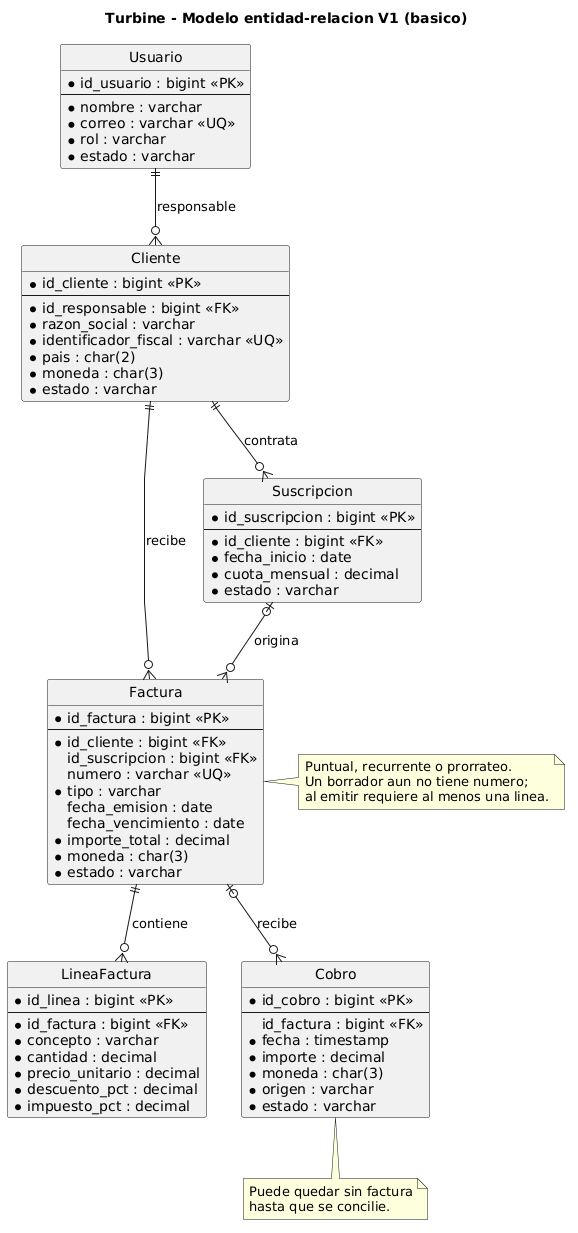 Turbine - Modelo entidad-relacion V1 (basico)
Usuario
id_usuario : bigint «PK»
nombre : varchar
correo : varchar «UQ»
rol : varchar
estado : varchar
responsable
Cliente
id_cliente : bigint «PK»
id_responsable : bigint «FK»
razon_social : varchar
identificador_fiscal : varchar «UQ»
pais : char(2)
moneda : char(3)
estado : varchar
contrata
Suscripcion
id_suscripcion : bigint «PK»
id_cliente : bigint «FK»
fecha_inicio : date
cuota_mensual : decimal
estado : varchar
recibe
origina
Factura
id_factura : bigint «PK»
id_cliente : bigint «FK»
id_suscripcion : bigint «FK»
numero : varchar «UQ»
tipo : varchar
fecha_emision : date
fecha_vencimiento : date
importe_total : decimal
moneda : char(3)
estado : varchar
Puntual, recurrente o prorrateo.
Un borrador aun no tiene numero;
al emitir requiere al menos una linea.
contiene
recibe
LineaFactura
id_linea : bigint «PK»
id_factura : bigint «FK»
concepto : varchar
cantidad : decimal
precio_unitario : decimal
descuento_pct : decimal
impuesto_pct : decimal
Cobro
id_cobro : bigint «PK»
id_factura : bigint «FK»
fecha : timestamp
importe : decimal
moneda : char(3)
origen : varchar
estado : varchar
Puede quedar sin factura
hasta que se concilie.